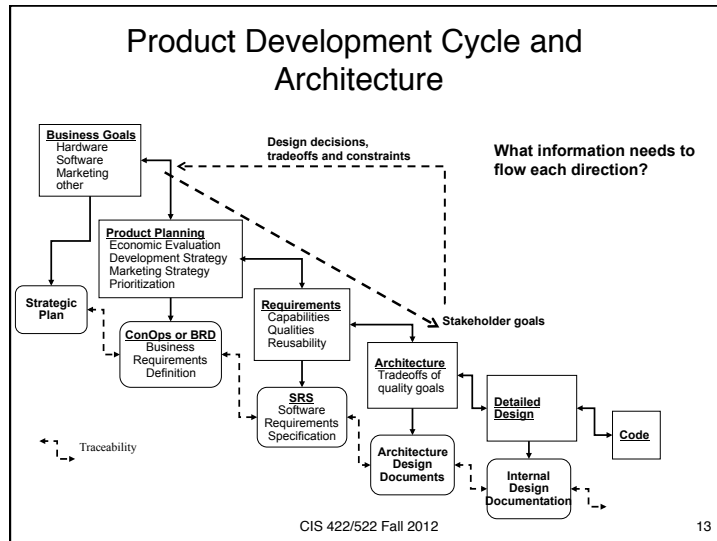 Product Development Cycle and
Architecture
Business Goals
Hardware
Software
Marketing
other
Design decisions,
tradeoffs and constraints
What information needs to
flow each direction?
Product Planning
Economic Evaluation
Development Strategy
Marketing Strategy
Prioritization
Strategic
Plan
Requirements
Capabilities
Qualities
Reusability
Stakeholder goals
ConOps or BRD
Business
Requirements
Definition
Architecture
Tradeoffs of
quality goals
Detailed
Design
Code
SRS
Software
Requirements
Specification
Traceability
Architecture
Design
Documents
Internal
Design
Documentation
CIS 422/522 Fall 2012
13